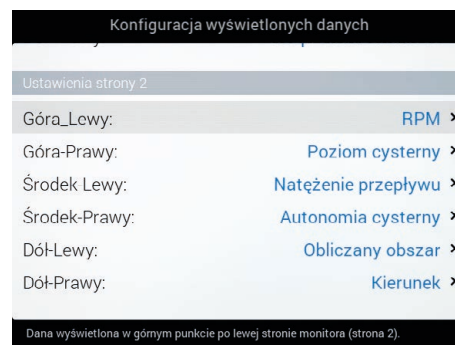 Konfiguracja wyświetlonych danych
Ustawienia strony 2
Góra_Lewy: RPM
Góra-Prawy: Poziom cysterny
Środek Lewy: Natężenie przepływu
Środek-Prawy: Autonomia cysterny
Dół-Lewy: Obliczany obszar
Dół-Prawy: Kierunek
Dana wyświetlona w górnym punkcie po lewej stronie monitora (strona 2).